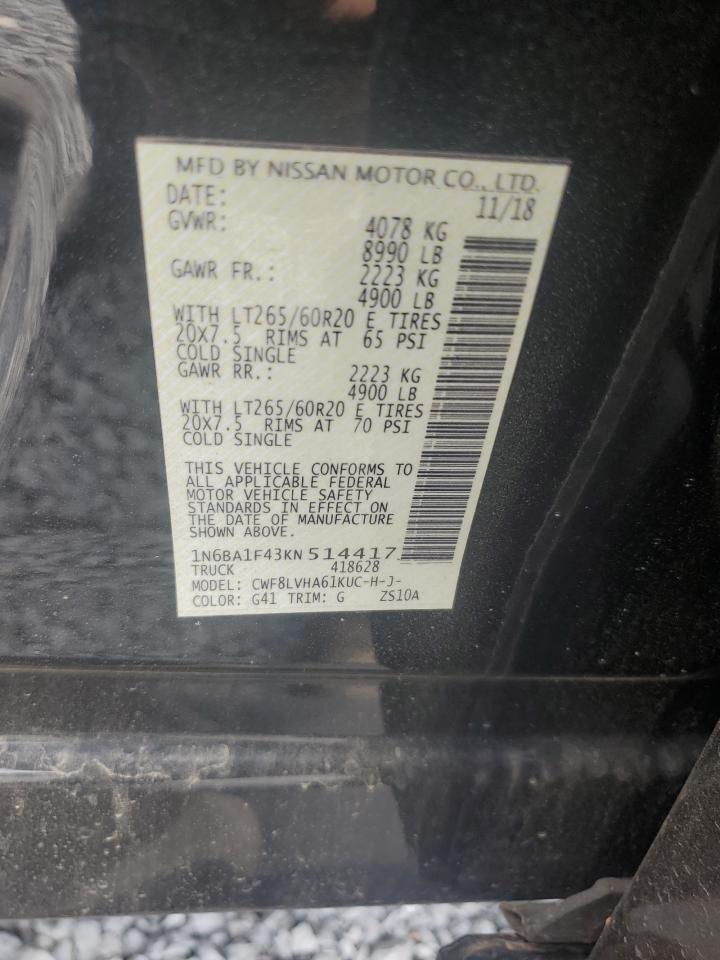 MFD BY NISSAN MOTOR CO., LTD.
DATE: 11/18
GVWR: 4078 KG
8990 LB
GAWR FR.: 2223 KG
4900 LB
WITH LT265/60R20 E TIRES
20X7.5 RIMS AT 65 PSI
COLD SINGLE
GAWR RR.: 2223 KG
4900 LB
WITH LT265/60R20 E TIRES
20X7.5 RIMS AT 70 PSI
COLD SINGLE
THIS VEHICLE CONFORMS TO
ALL APPLICABLE FEDERAL
MOTOR VEHICLE SAFETY
STANDARDS IN EFFECT ON
THE DATE OF MANUFACTURE
SHOWN ABOVE.
1N6BA1F43KN514417
TRUCK 418628
MODEL: CWF8LVHA61KUC-H-J-
COLOR: G41 TRIM: G ZS10A